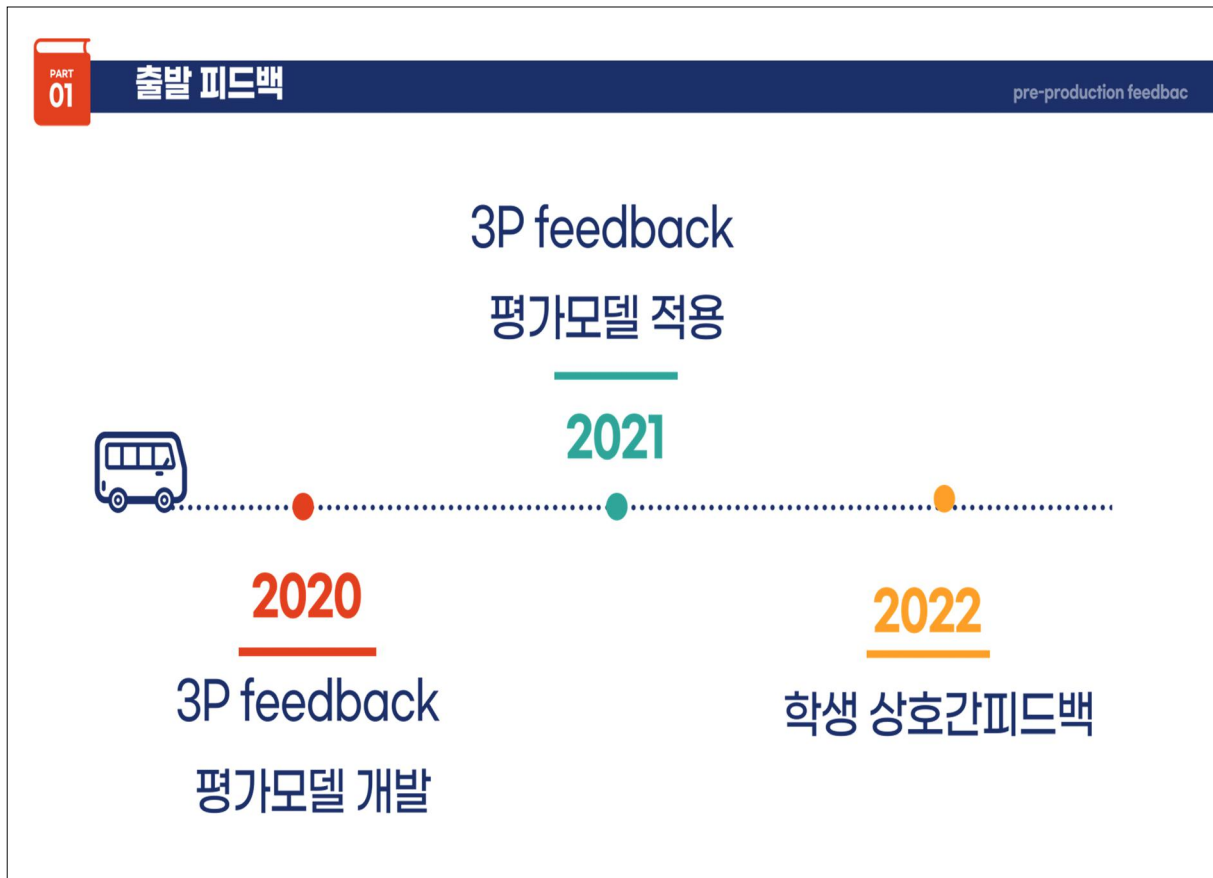 PART
01
출발 피드백
pre-production feedbac
3P feedback
평가모델 적용
2021
2020
3P feedback
평가모델 개발
2022
학생 상호간피드백